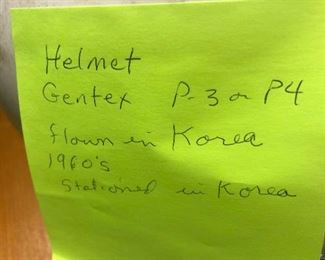 Helmet
Gentex P-3 or P4
flown in Korea
1960's
Stationed in Korea